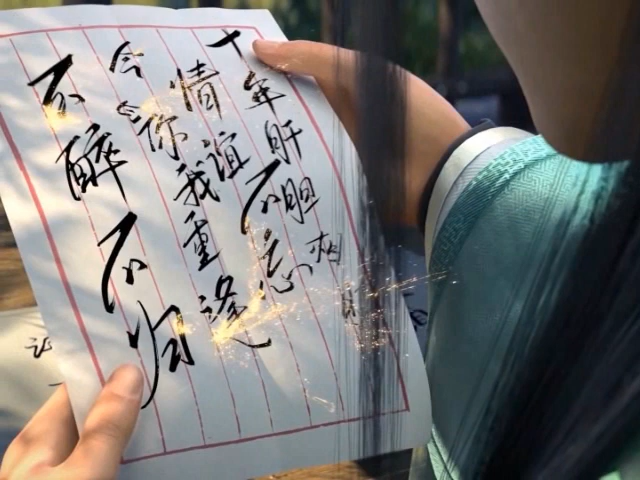 十年肝胆
情谊不忘
今你我重逢
不醉不归